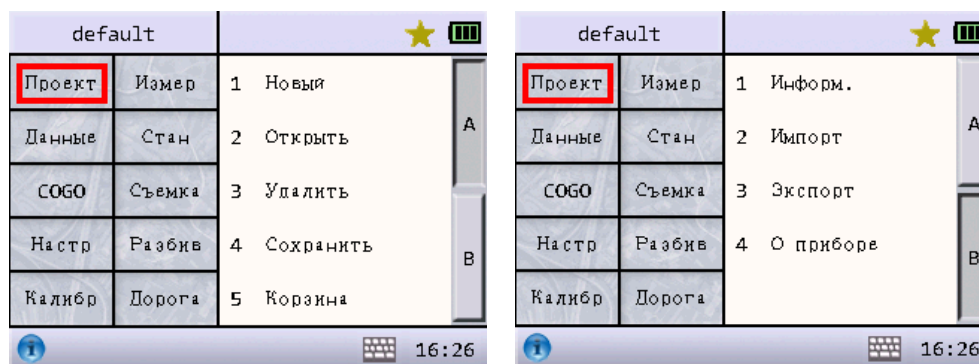 default
Проект Измер 1 Новый
Данные Стан 2 Открыть A
COGO Съемка 3 Удалить
Настр Разбив 4 Сохранить B
Калибр Дорога 5 Корзина
16:26
default
Проект Измер 1 Информ.
Данные Стан 2 Импорт A
COGO Съемка 3 Экспорт
Настр Разбив 4 О приборе B
Калибр Дорога
16:26